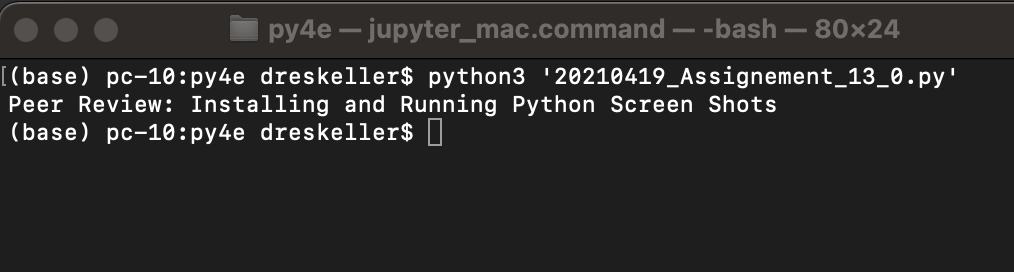 py4e — jupyter_mac.command — -bash — 80×24
[(base) pc-10:py4e dreskeller$ python3 '20210419_Assignement_13_0.py'
Peer Review: Installing and Running Python Screen Shots
(base) pc-10:py4e dreskeller$